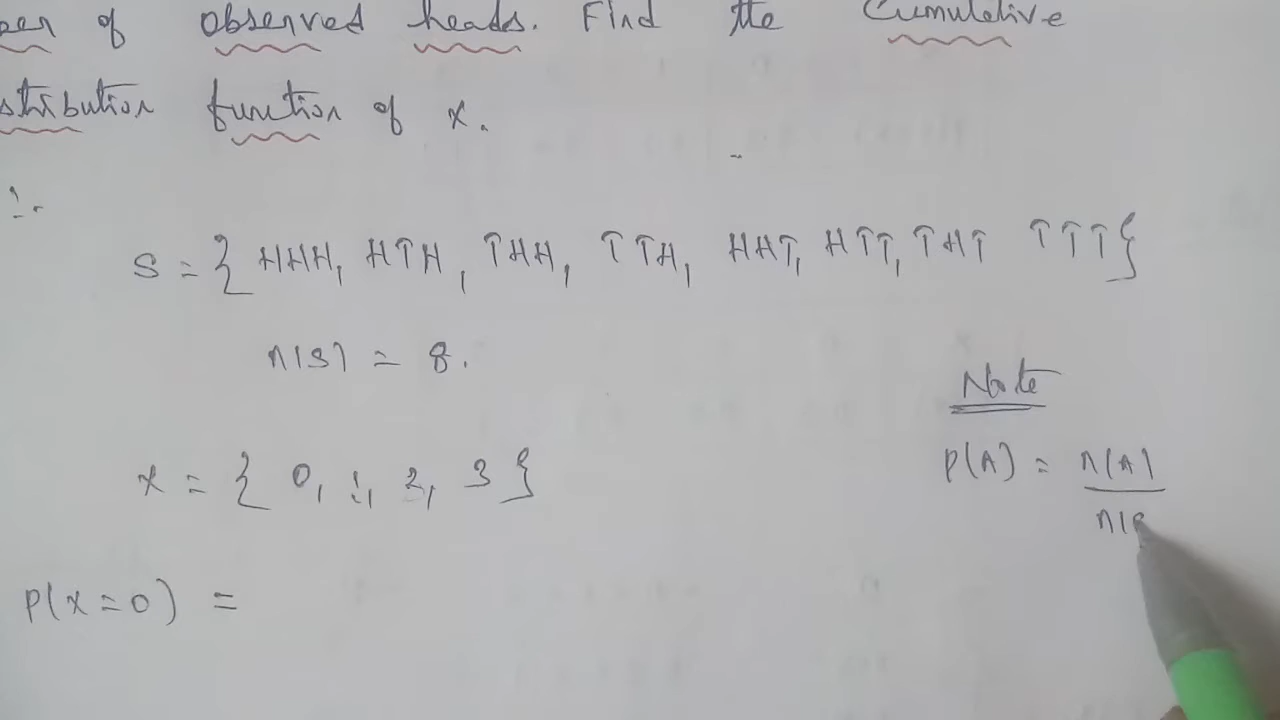 of observed heads. Find the Cumulative
stribution function of x.
S = { HHH, HTH, THH, TTH, HHT, HTT, THT TTT}
n(S) = 8.
Note
x = { 0, 1, 2, 3 }
P(A) = n(A)
n(S
P(x=0) =